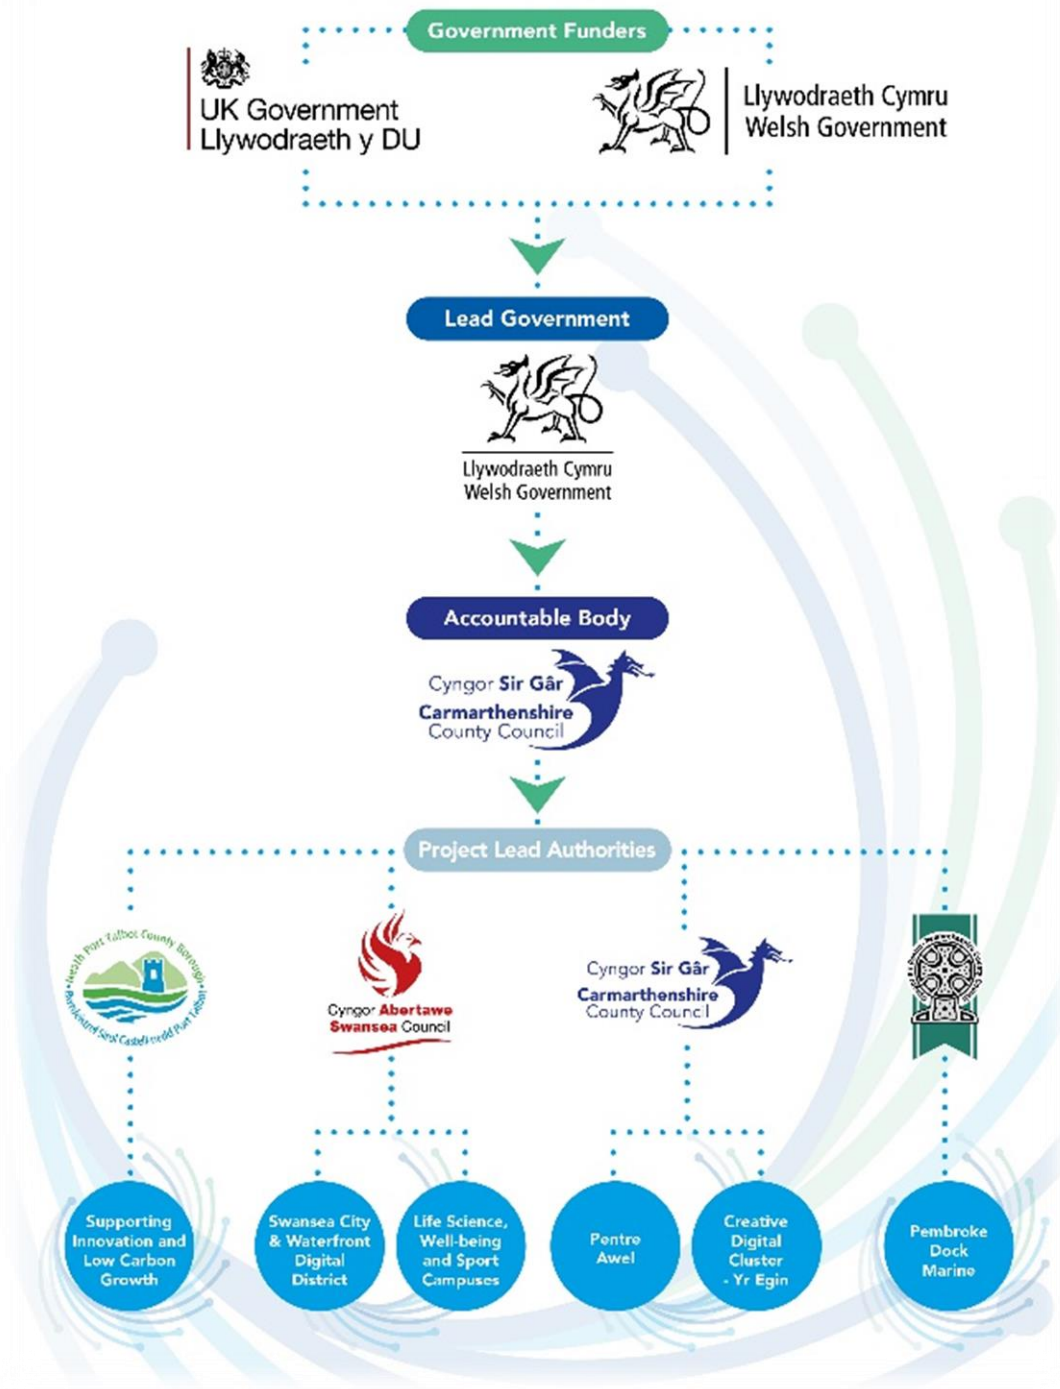 Government Funders
UK Government
Llywodraeth y DU
Llywodraeth Cymru
Welsh Government
Lead Government
Llywodraeth Cymru
Welsh Government
Accountable Body
Cyngor Sir Gâr
Carmarthenshire
County Council
Project Lead Authorities
Neath Port Talbot County Borough
Cyngor Abertawe
Swansea Council
Cyngor Sir Gâr
Carmarthenshire
County Council
Supporting
Innovation and
Low Carbon
Growth
Swansea City
& Waterfront
Digital
District
Life Science,
Well-being
and Sport
Campuses
Pentre
Awel
Creative
Digital
Cluster
- Yr Egin
Pembroke
Dock
Marine